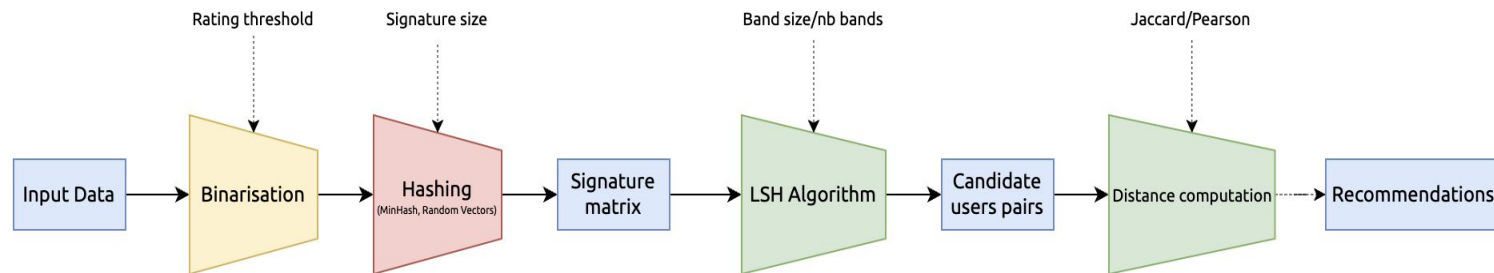 Rating threshold
Signature size
Band size/nb bands
Jaccard/Pearson
Input Data
Binarisation
Hashing
(MinHash, Random Vectors)
Signature
matrix
LSH Algorithm
Candidate
users pairs
Distance computation
Recommendations